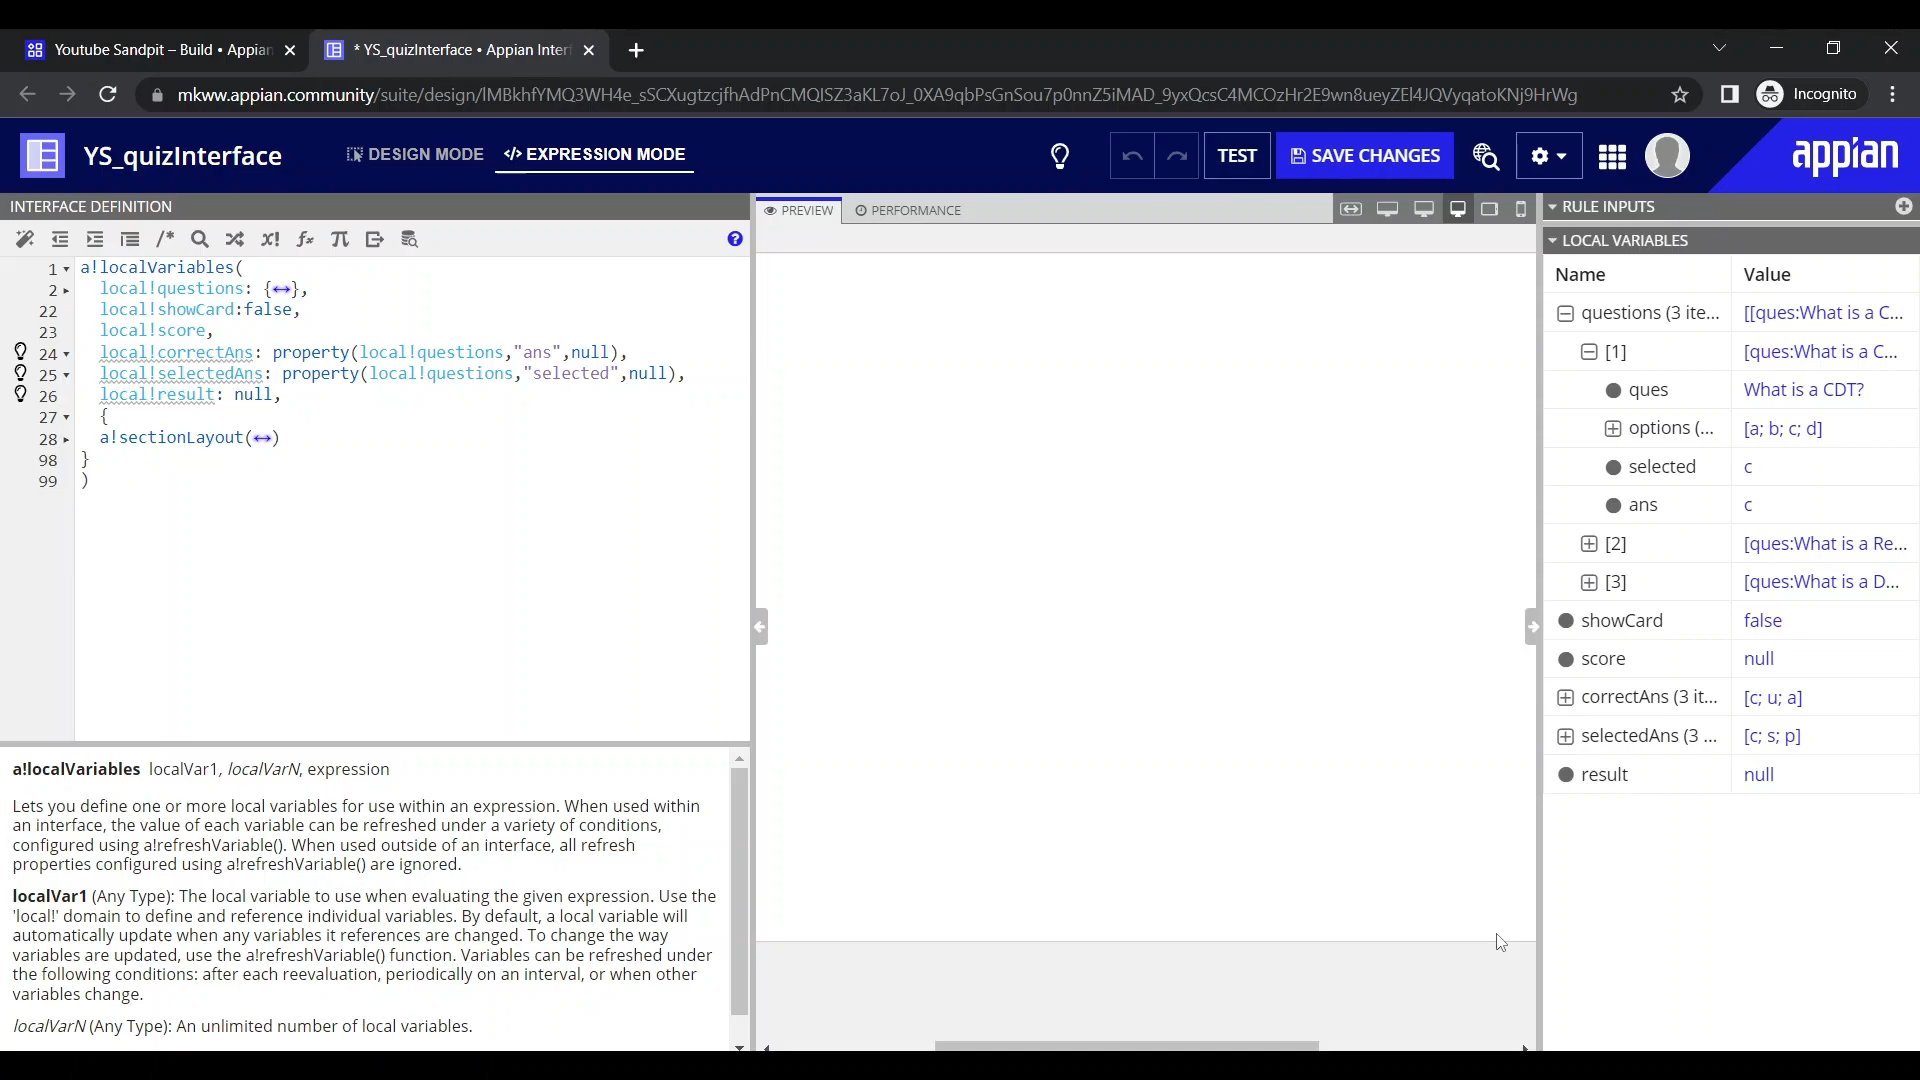 Youtube Sandpit – Build • Appian
* YS_quizInterface • Appian Interf
mkww.appian.community/suite/design/
Incognito
YS_quizInterface
DESIGN MODE
</> EXPRESSION MODE
TEST
SAVE CHANGES
appian
INTERFACE DEFINITION
PREVIEW
PERFORMANCE
RULE INPUTS
LOCAL VARIABLES
1 a!localVariables(
2 local!questions: {↔},
22 local!showCard:false,
23 local!score,
24 local!correctAns: property(local!questions,"ans",null),
25 local!selectedAns: property(local!questions,"selected",null),
26 local!result: null,
27 {
28 a!sectionLayout(↔)
98 }
99 )
a!localVariables localVar1, localVarN, expression
Lets you define one or more local variables for use within an expression. When used within
an interface, the value of each variable can be refreshed under a variety of conditions,
configured using a!refreshVariable(). When used outside of an interface, all refresh
properties configured using a!refreshVariable() are ignored.
localVar1 (Any Type): The local variable to use when evaluating the given expression. Use the
'local!' domain to define and reference individual variables. By default, a local variable will
automatically update when any variables it references are changed. To change the way
variables are updated, use the a!refreshVariable() function. Variables can be refreshed under
the following conditions: after each reevaluation, periodically on an interval, or when other
variables change.
localVarN (Any Type): An unlimited number of local variables.
Name Value
questions (3 ite... [[ques:What is a C...
[1] [ques:What is a C...
ques What is a CDT?
options (... [a; b; c; d]
selected c
ans c
[2] [ques:What is a Re...
[3] [ques:What is a D...
showCard false
score null
correctAns (3 it... [c; u; a]
selectedAns (3 ... [c; s; p]
result null